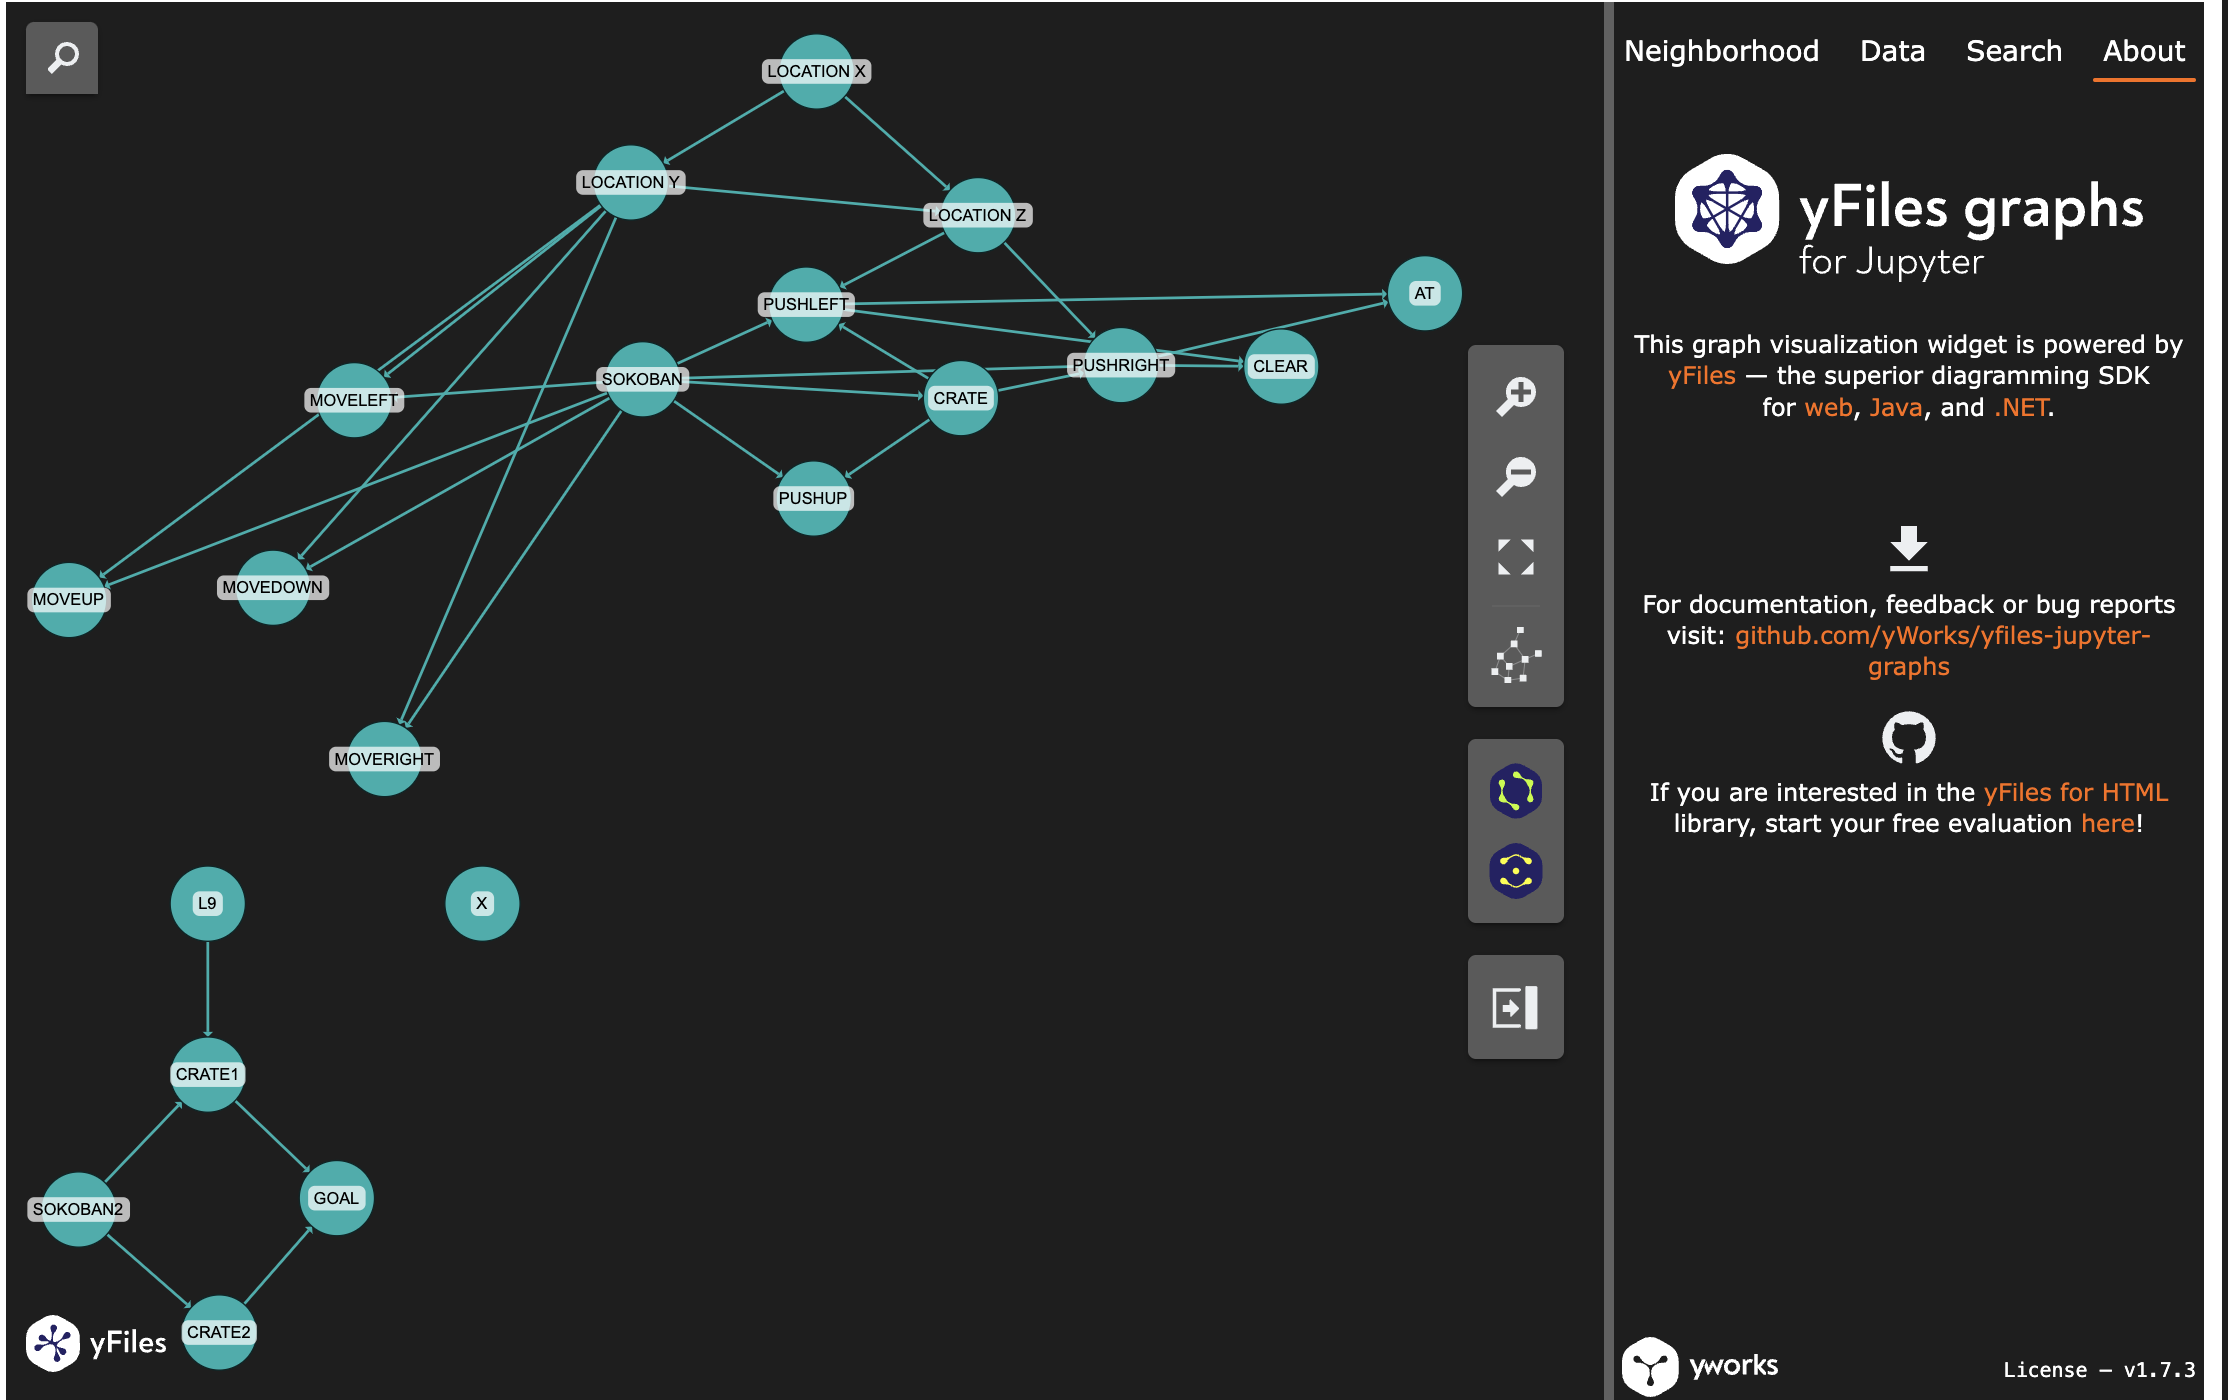 Neighborhood Data Search About
LOCATION X
LOCATION Y
LOCATION Z
PUSHLEFT
AT
SOKOBAN
PUSHRIGHT
CLEAR
MOVELEFT
CRATE
PUSHUP
MOVEUP
MOVEDOWN
MOVERIGHT
L9
X
CRATE1
SOKOBAN2
GOAL
CRATE2
yFiles
yFiles graphs
for Jupyter
This graph visualization widget is powered by
yFiles — the superior diagramming SDK
for web, Java, and .NET.
For documentation, feedback or bug reports
visit: github.com/yWorks/yfiles-jupyter-
graphs
If you are interested in the yFiles for HTML
library, start your free evaluation here!
yworks
License – v1.7.3